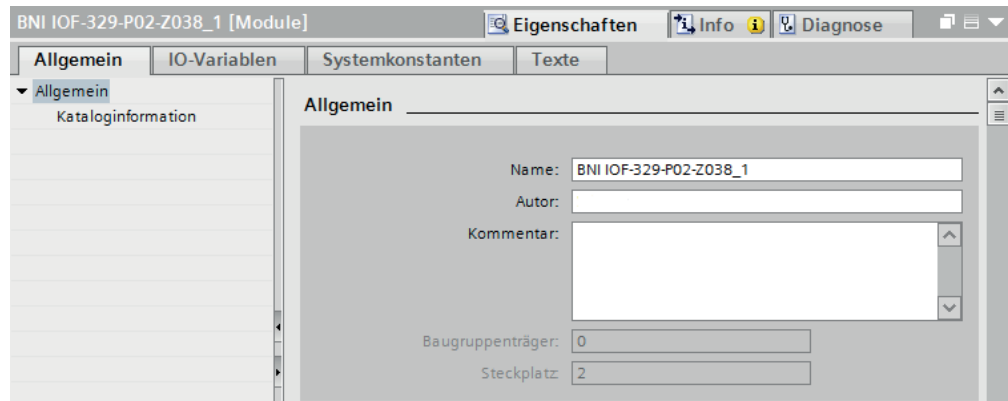 BNI IOF-329-P02-Z038_1 [Module]
Eigenschaften
Info
Diagnose
Allgemein
IO-Variablen
Systemkonstanten
Texte
Allgemein
Kataloginformation
Allgemein
Name: BNI IOF-329-P02-Z038_1
Autor:
Kommentar:
Baugruppenträger: 0
Steckplatz: 2